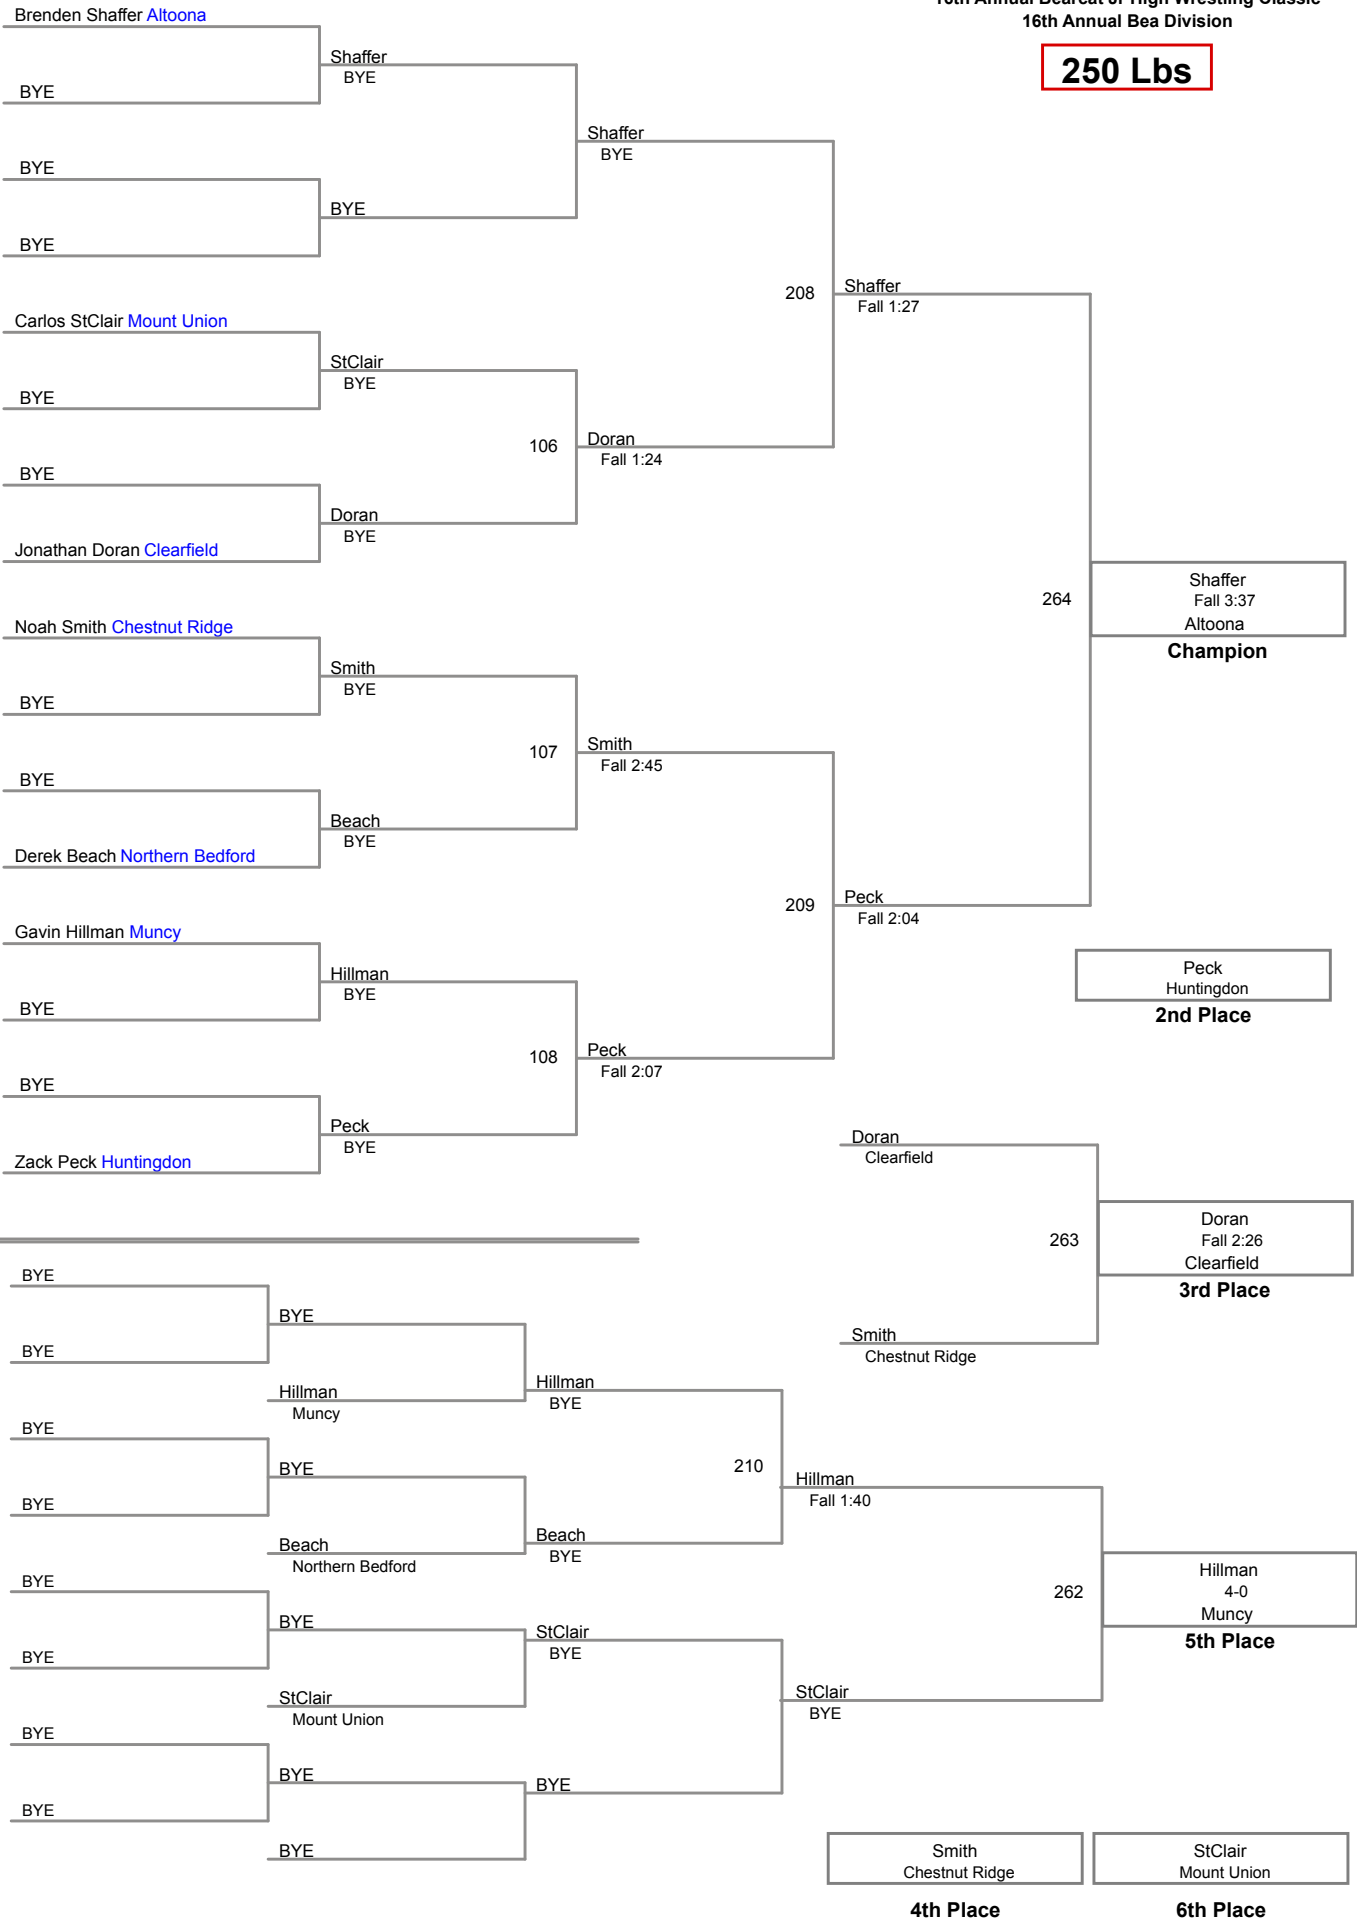 16th Annual Bea Division
250 Lbs
Brenden Shaffer Altoona
BYE
BYE
BYE
Carlos StClair Mount Union
BYE
BYE
Jonathan Doran Clearfield
Noah Smith Chestnut Ridge
BYE
BYE
Derek Beach Northern Bedford
Gavin Hillman Muncy
BYE
BYE
Zack Peck Huntingdon
Shaffer
BYE
BYE
StClair
BYE
Doran
BYE
Smith
BYE
Beach
BYE
Hillman
BYE
Peck
BYE
Shaffer
BYE
106
Doran
Fall 1:24
107
Smith
Fall 2:45
108
Peck
Fall 2:07
208
Shaffer
Fall 1:27
209
Peck
Fall 2:04
264
Shaffer
Fall 3:37
Altoona
Champion
Peck
Huntingdon
2nd Place
Doran
Clearfield
263
Smith
Chestnut Ridge
Doran
Fall 2:26
Clearfield
3rd Place
BYE
BYE
BYE
BYE
BYE
BYE
BYE
BYE
BYE
Hillman
Muncy
BYE
Beach
Northern Bedford
BYE
StClair
Mount Union
BYE
BYE
Hillman
BYE
Beach
BYE
StClair
BYE
BYE
210
Hillman
Fall 1:40
StClair
BYE
262
Hillman
4-0
Muncy
5th Place
Smith
Chestnut Ridge
4th Place
StClair
Mount Union
6th Place